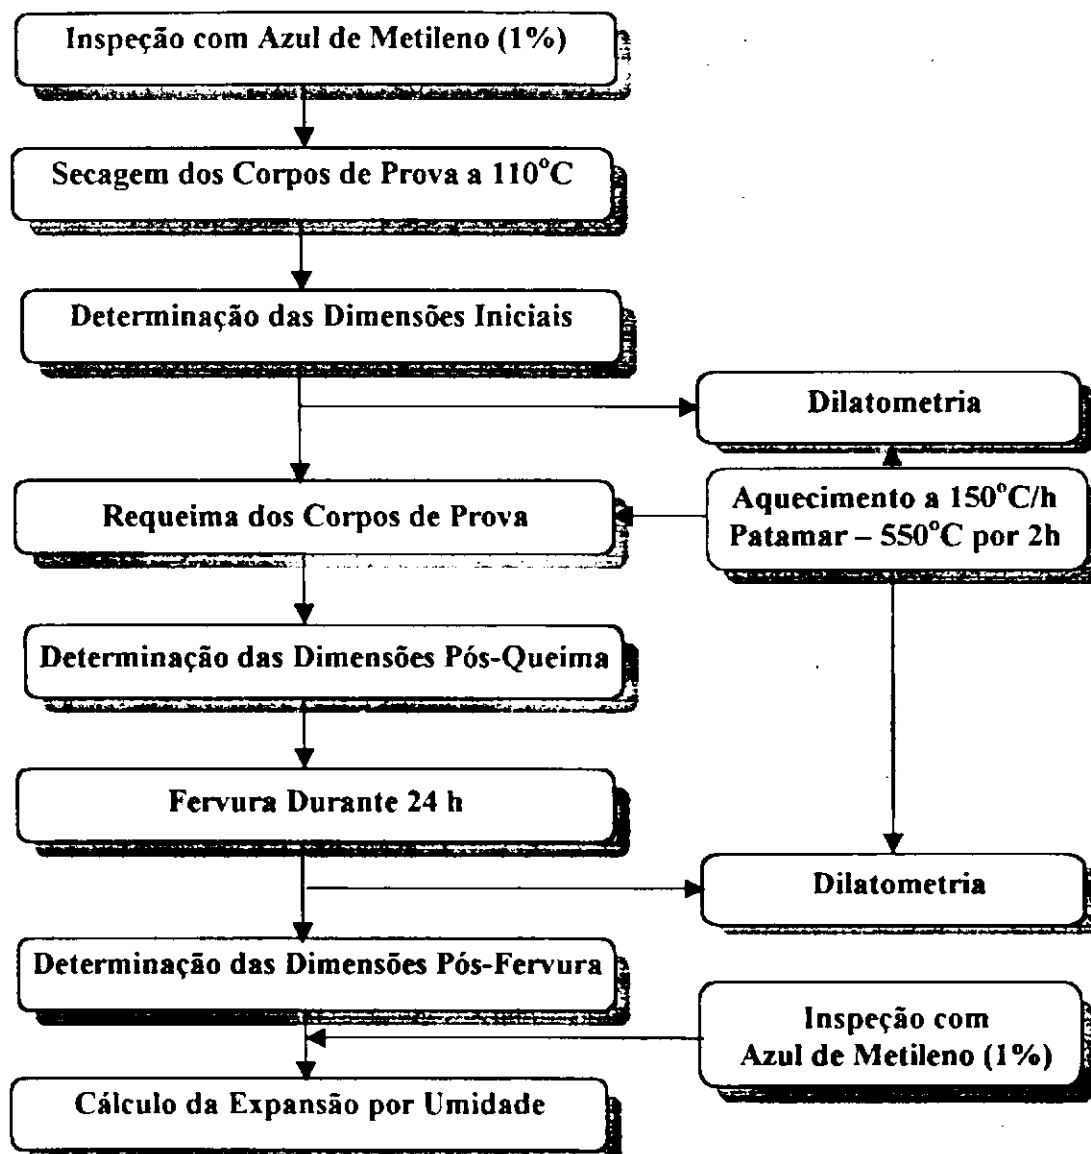 Inspeção com Azul de Metileno (1%)
Secagem dos Corpos de Prova a 110°C
Determinação das Dimensões Iniciais
Dilatometria
Requeima dos Corpos de Prova
Aquecimento a 150°C/h
Patamar – 550°C por 2h
Determinação das Dimensões Pós-Queima
Fervura Durante 24 h
Dilatometria
Determinação das Dimensões Pós-Fervura
Inspeção com
Azul de Metileno (1%)
Cálculo da Expansão por Umidade